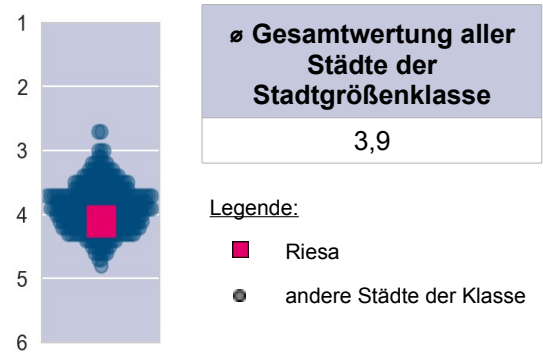 1
2
3
4
5
6
ø Gesamtwertung aller
Städte der
Stadtgrößenklasse
3,9
Legende:
Riesa
andere Städte der Klasse